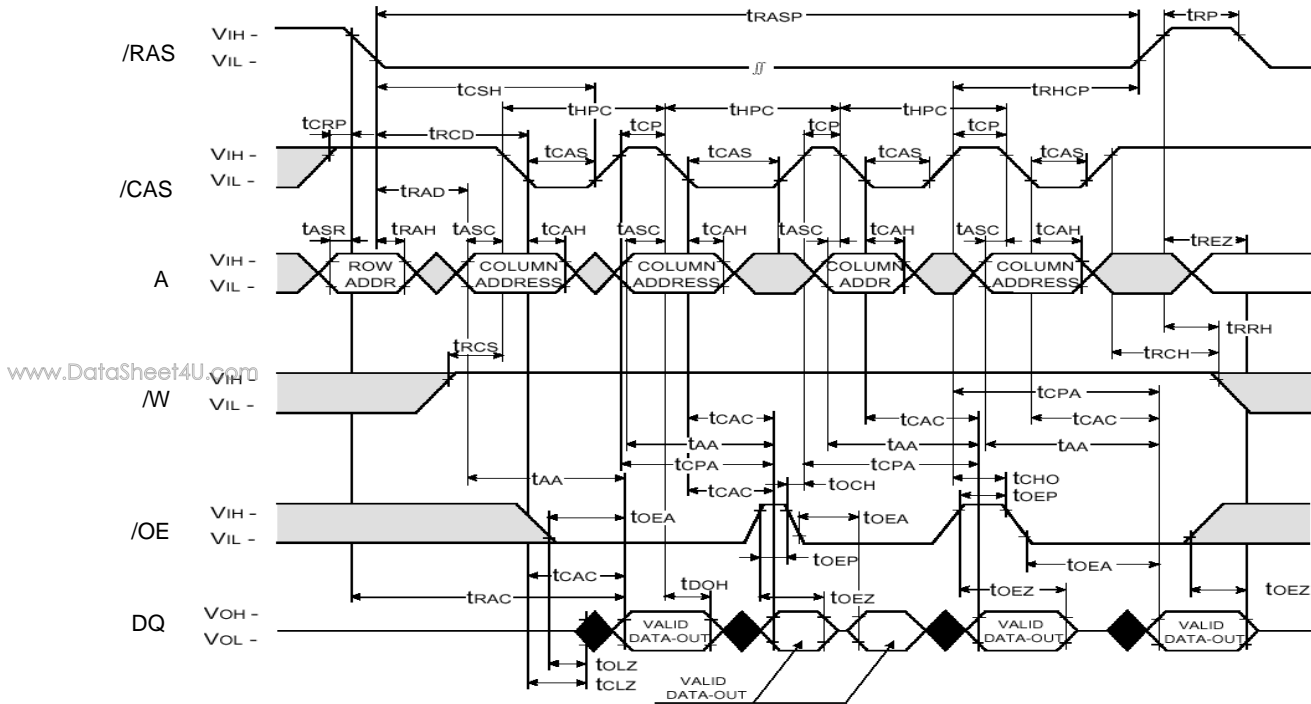 tRASP
tRP
/RAS
VIH -
VIL -
tCSH
tRHCP
tHPC
tHPC
tHPC
tCRP
tRCD
tCP
tCP
tCP
/CAS
VIH -
VIL -
tCAS
tCAS
tCAS
tCAS
tRAD
tASR
tRAH
tASC
tCAH
tASC
tCAH
tASC
tCAH
tASC
tCAH
tREZ
A
VIH -
VIL -
ROW
ADDR
COLUMN
ADDRESS
COLUMN
ADDRESS
COLUMN
ADDR
COLUMN
ADDRESS
tRRH
tRCS
tRCH
www.DataSheet4U.com
/W
VIH -
VIL -
tCPA
tCAC
tCAC
tCAC
tAA
tAA
tAA
tCPA
tCPA
tAA
tCAC
tOCH
tCHO
tOEP
/OE
VIH -
VIL -
tOEA
tOEA
tOEP
tOEA
tCAC
tDOH
tOEZ
tOEZ
tOEZ
tRAC
DQ
VOH -
VOL -
VALID
DATA-OUT
VALID
DATA-OUT
VALID
DATA-OUT
tOLZ
tCLZ
VALID
DATA-OUT